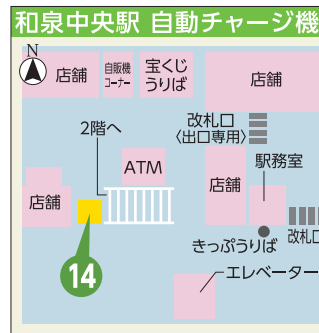 和泉中央駅 自動チャージ機
N
店舗
自販機
コーナー
宝くじ
うりば
店舗
2階へ
改札口
〈出口専用〉
ATM
駅務室
店舗
店舗
きっぷうりば
改札口
14
エレベーター